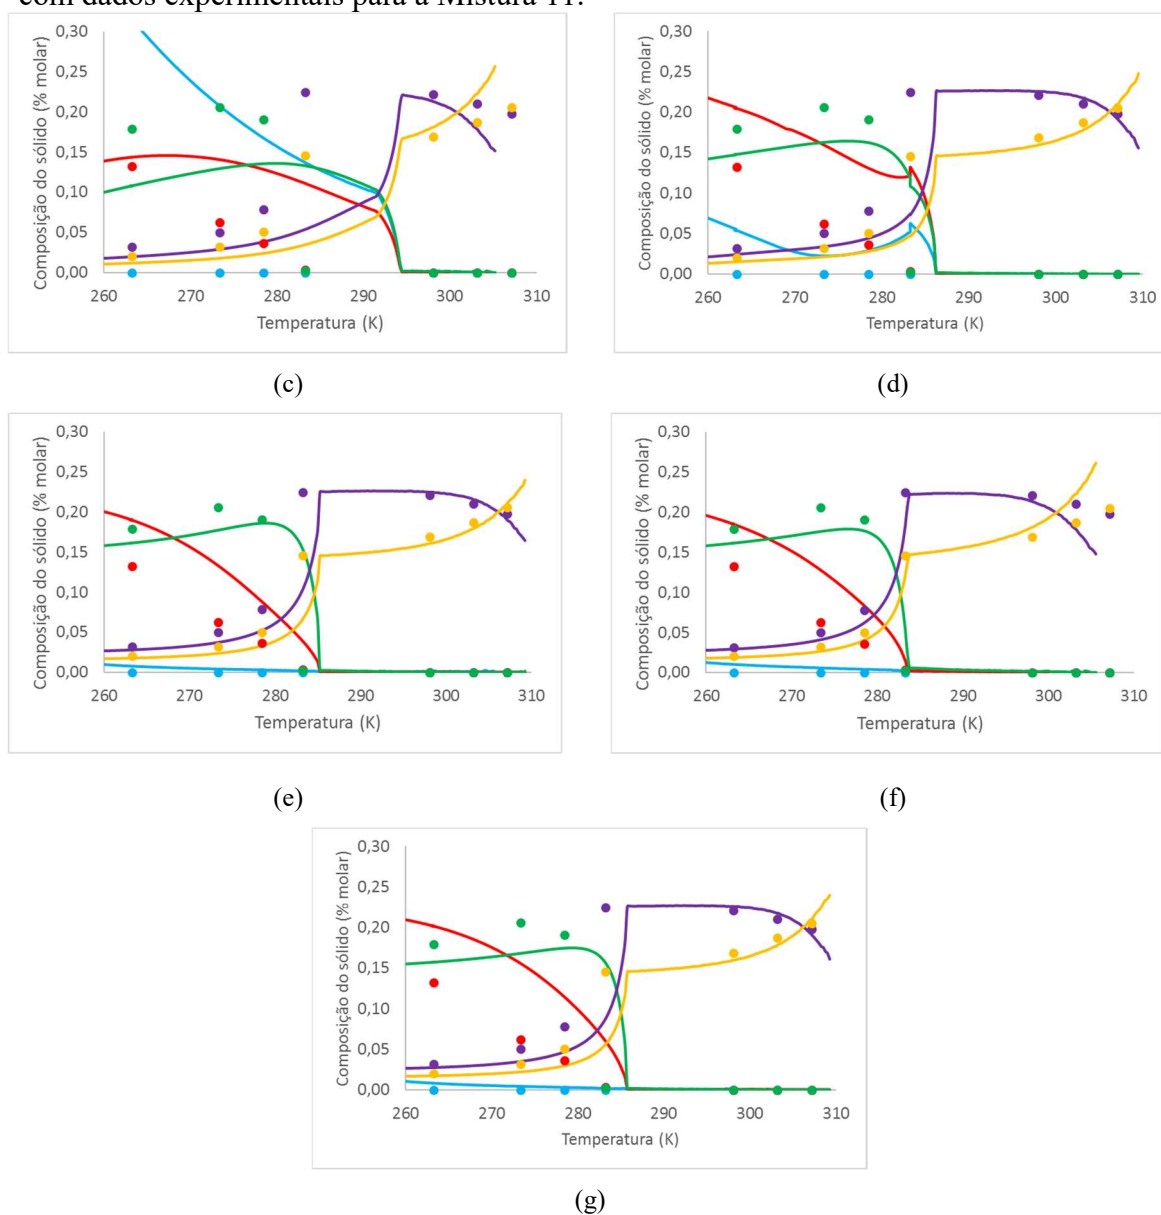 com dados experimentais para a Mistura 11.
0,30
0,25
0,20
0,15
0,10
0,05
0,00
Composição do sólido (% molar)
260 270 280 290 300 310
Temperatura (K)
(c)
0,30
0,25
0,20
0,15
0,10
0,05
0,00
Composição do sólido (% molar)
260 270 280 290 300 310
Temperatura (K)
(d)
0,30
0,25
0,20
0,15
0,10
0,05
0,00
Composição do sólido (% molar)
260 270 280 290 300 310
Temperatura (K)
(e)
0,30
0,25
0,20
0,15
0,10
0,05
0,00
Composição do sólido (% molar)
260 270 280 290 300 310
Temperatura (K)
(f)
0,30
0,25
0,20
0,15
0,10
0,05
0,00
Composição do sólido (% molar)
260 270 280 290 300 310
Temperatura (K)
(g)